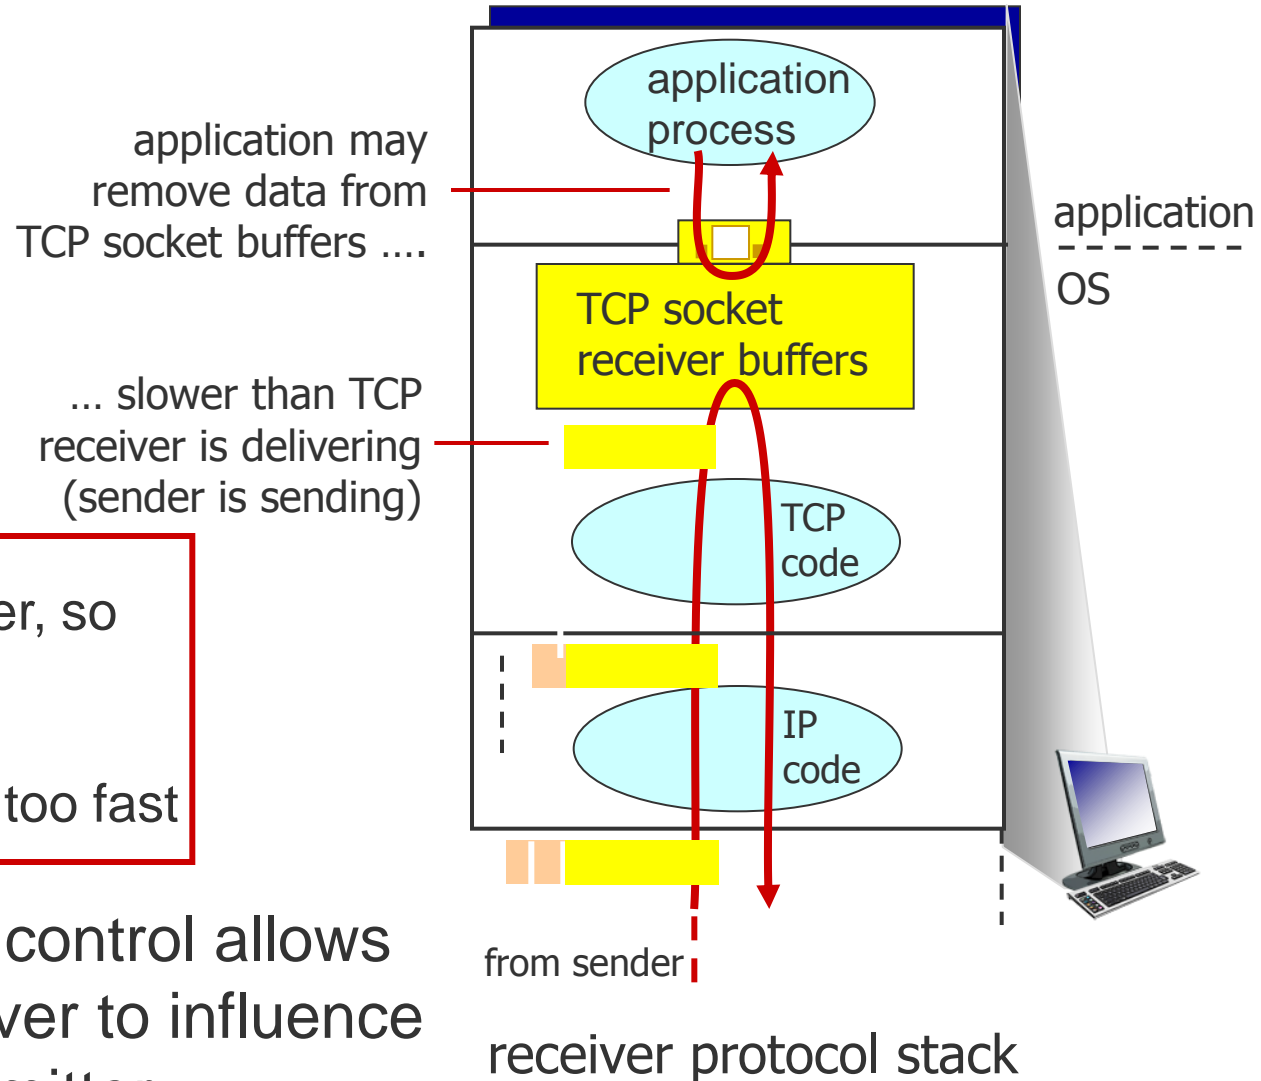 application
process
application may
remove data from
TCP socket buffers ....
application
OS
TCP socket
receiver buffers
... slower than TCP
receiver is delivering
(sender is sending)
TCP
code
er, so
too fast
IP
code
control allows
ver to influence
from sender
receiver protocol stack